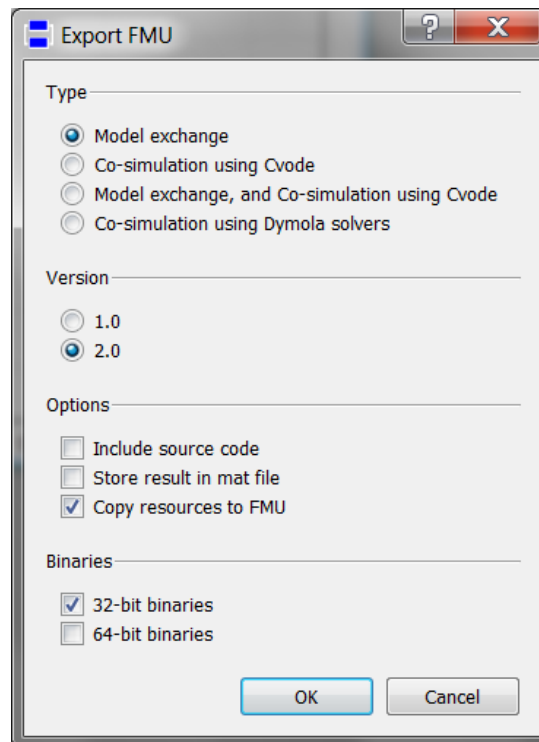 Export FMU
Type
Model exchange
Co-simulation using Cvode
Model exchange, and Co-simulation using Cvode
Co-simulation using Dymola solvers
Version
1.0
2.0
Options
Include source code
Store result in mat file
Copy resources to FMU
Binaries
32-bit binaries
64-bit binaries
OK Cancel